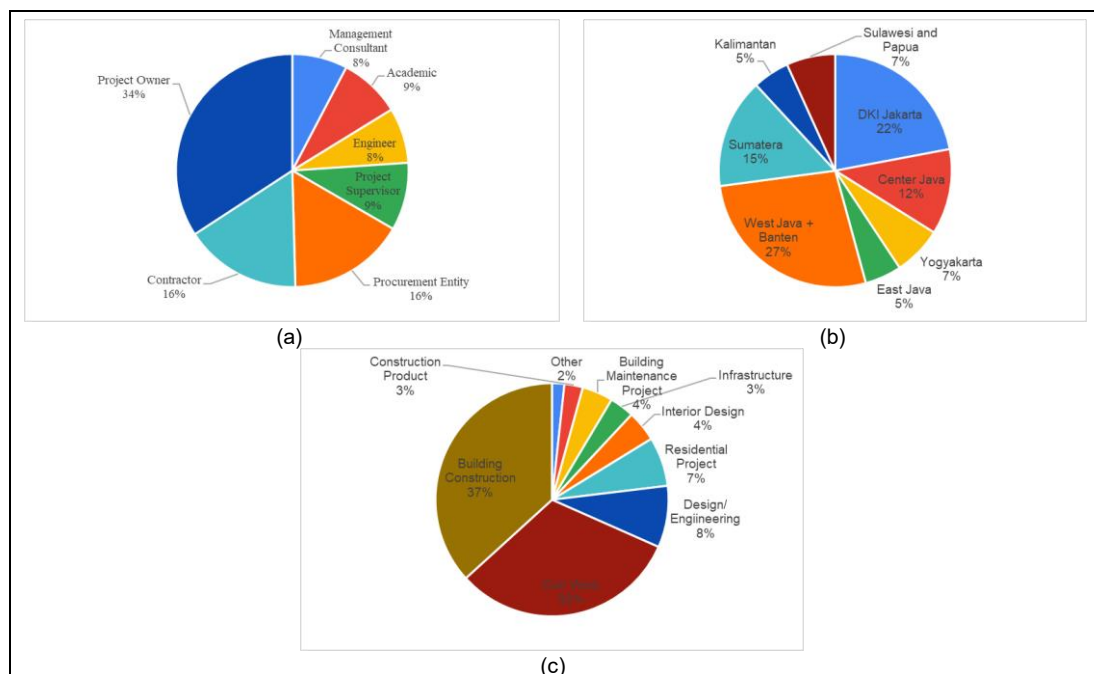 Management
Consultant
8%
Academic
9%
Project Owner
34%
Engineer
8%
Project
Supervisor
9%
Contractor
16%
Procurement Entity
16%
(a)
Sulawesi and
Papua
7%
Kalimantan
5%
DKI Jakarta
22%
Sumatera
15%
Center Java
12%
West Java +
Banten
27%
Yogyakarta
7%
East Java
5%
(b)
Construction
Product
3%
Other
2%
Building
Maintenance
Project
4%
Infrastructure
3%
Interior Design
4%
Residential
Project
7%
Building
Construction
37%
Design/
Engiineering
8%
(c)